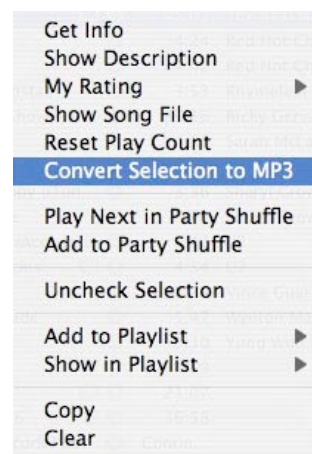 Get Info
Show Description
My Rating
Show Song File
Reset Play Count
Convert Selection to MP3
Play Next in Party Shuffle
Add to Party Shuffle
Uncheck Selection
Add to Playlist
Show in Playlist
Copy
Clear